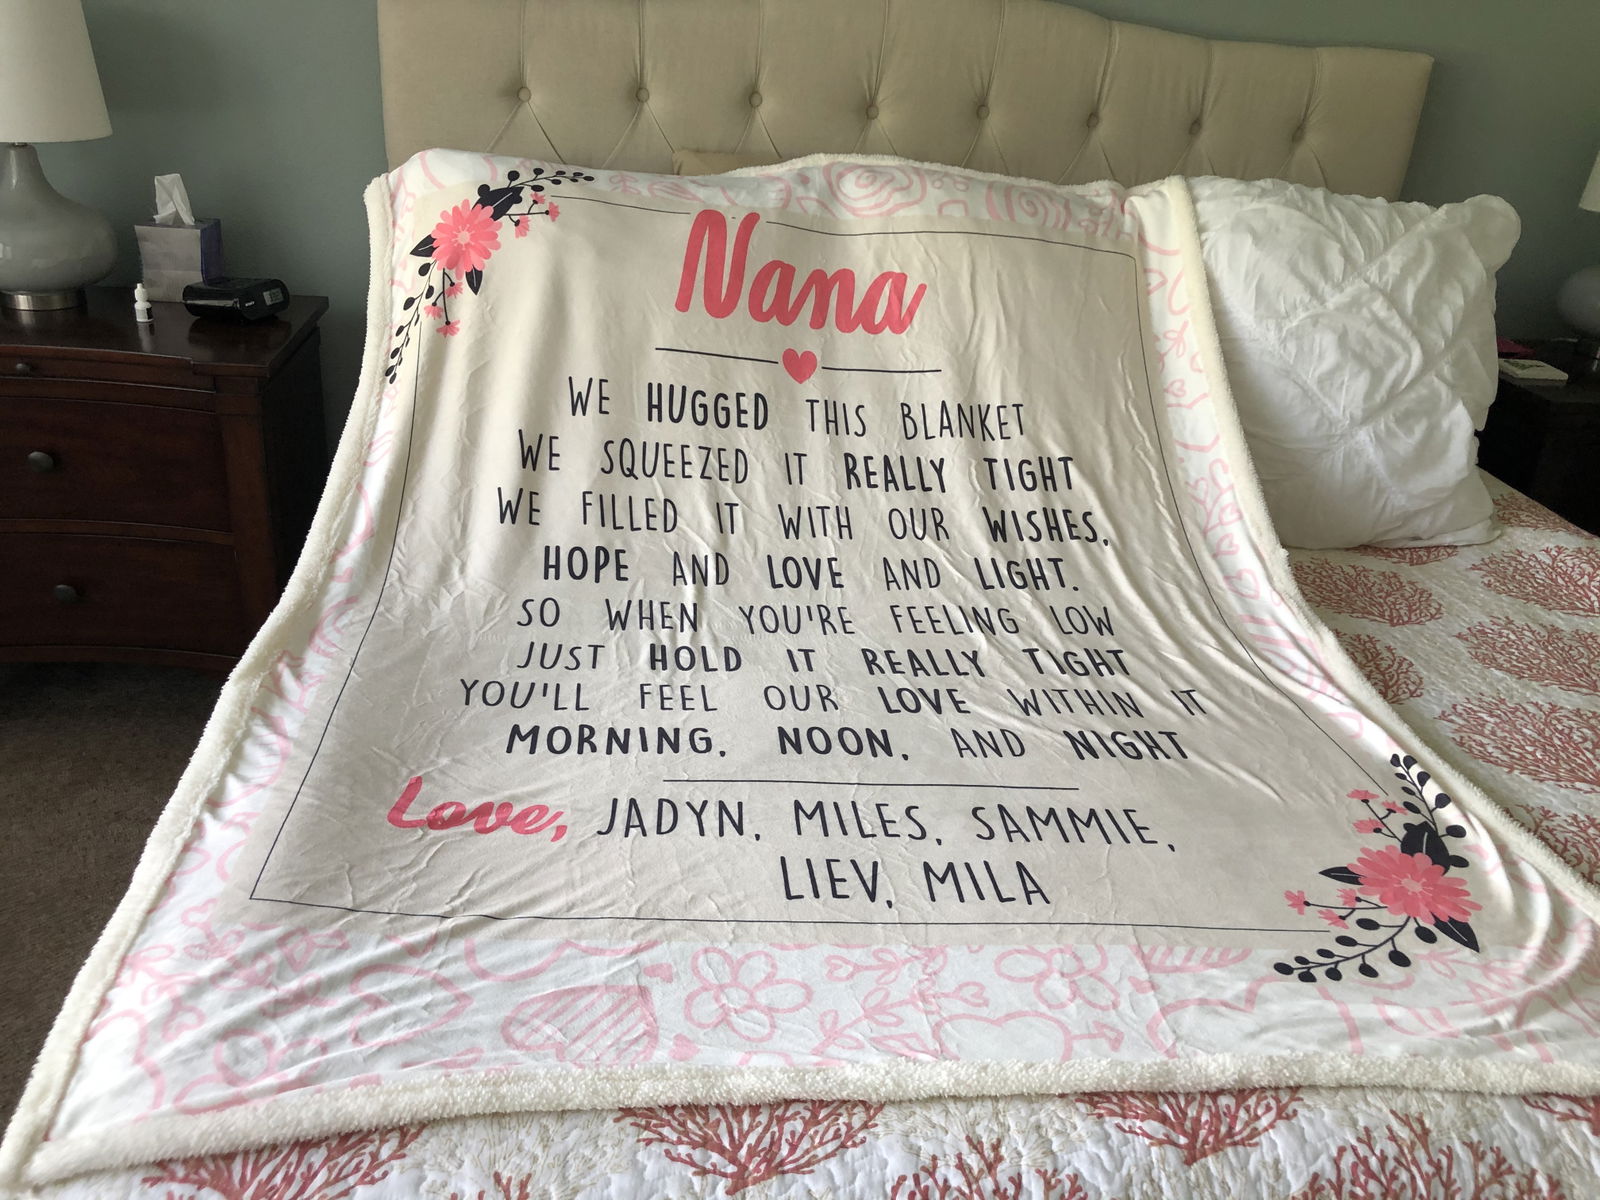 Nana
WE HUGGED THIS BLANKET
WE SQUEEZED IT REALLY TIGHT
WE FILLED IT WITH OUR WISHES,
HOPE AND LOVE AND LIGHT.
SO WHEN YOU'RE FEELING LOW
JUST HOLD IT REALLY TIGHT
YOU'LL FEEL OUR LOVE WITHIN IT
MORNING, NOON, AND NIGHT
Love, JADYN, MILES, SAMMIE,
LIEV, MILA